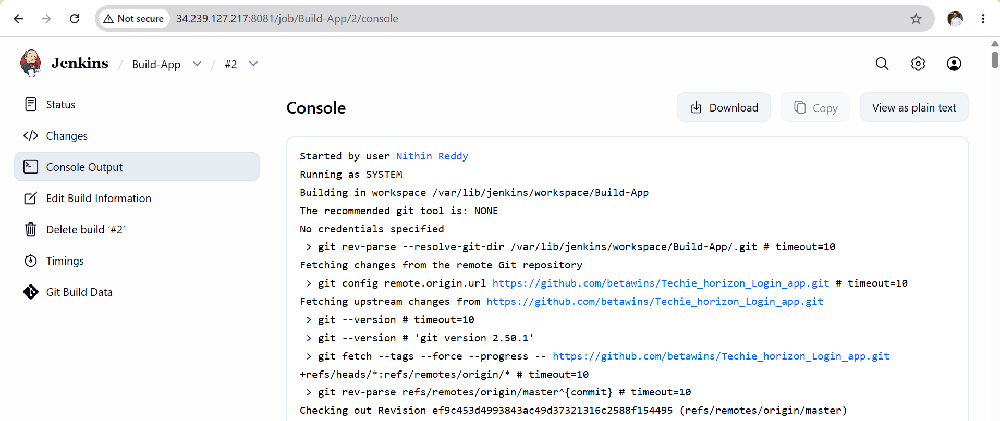 Not secure 34.239.127.217:8081/job/Build-App/2/console
Jenkins / Build-App / #2
Status
Changes
Console Output
Edit Build Information
Delete build ‘#2’
Timings
Git Build Data
Console
Download
Copy
View as plain text
Started by user Nithin Reddy
Running as SYSTEM
Building in workspace /var/lib/jenkins/workspace/Build-App
The recommended git tool is: NONE
No credentials specified
> git rev-parse --resolve-git-dir /var/lib/jenkins/workspace/Build-App/.git # timeout=10
Fetching changes from the remote Git repository
> git config remote.origin.url https://github.com/betawins/Techie_horizon_Login_app.git # timeout=10
Fetching upstream changes from https://github.com/betawins/Techie_horizon_Login_app.git
> git --version # timeout=10
> git --version # 'git version 2.50.1'
> git fetch --tags --force --progress -- https://github.com/betawins/Techie_horizon_Login_app.git
+refs/heads/*:refs/remotes/origin/* # timeout=10
> git rev-parse refs/remotes/origin/master^{commit} # timeout=10
Checking out Revision ef9c453d4993843ac49d37321316c2588f154495 (refs/remotes/origin/master)